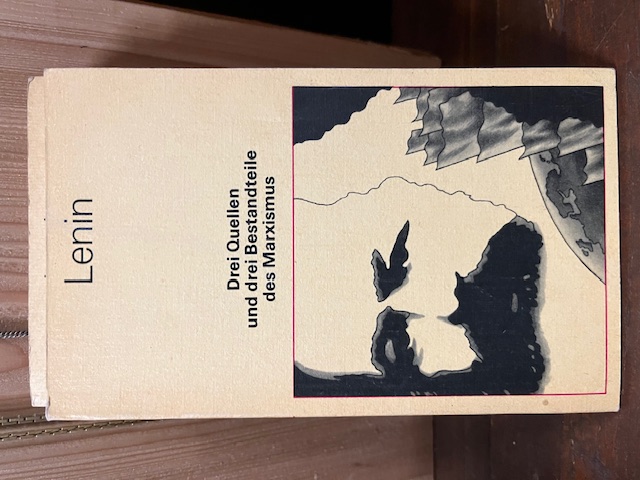 Lenin
Drei Quellen
und drei Bestandteile
des Marxismus